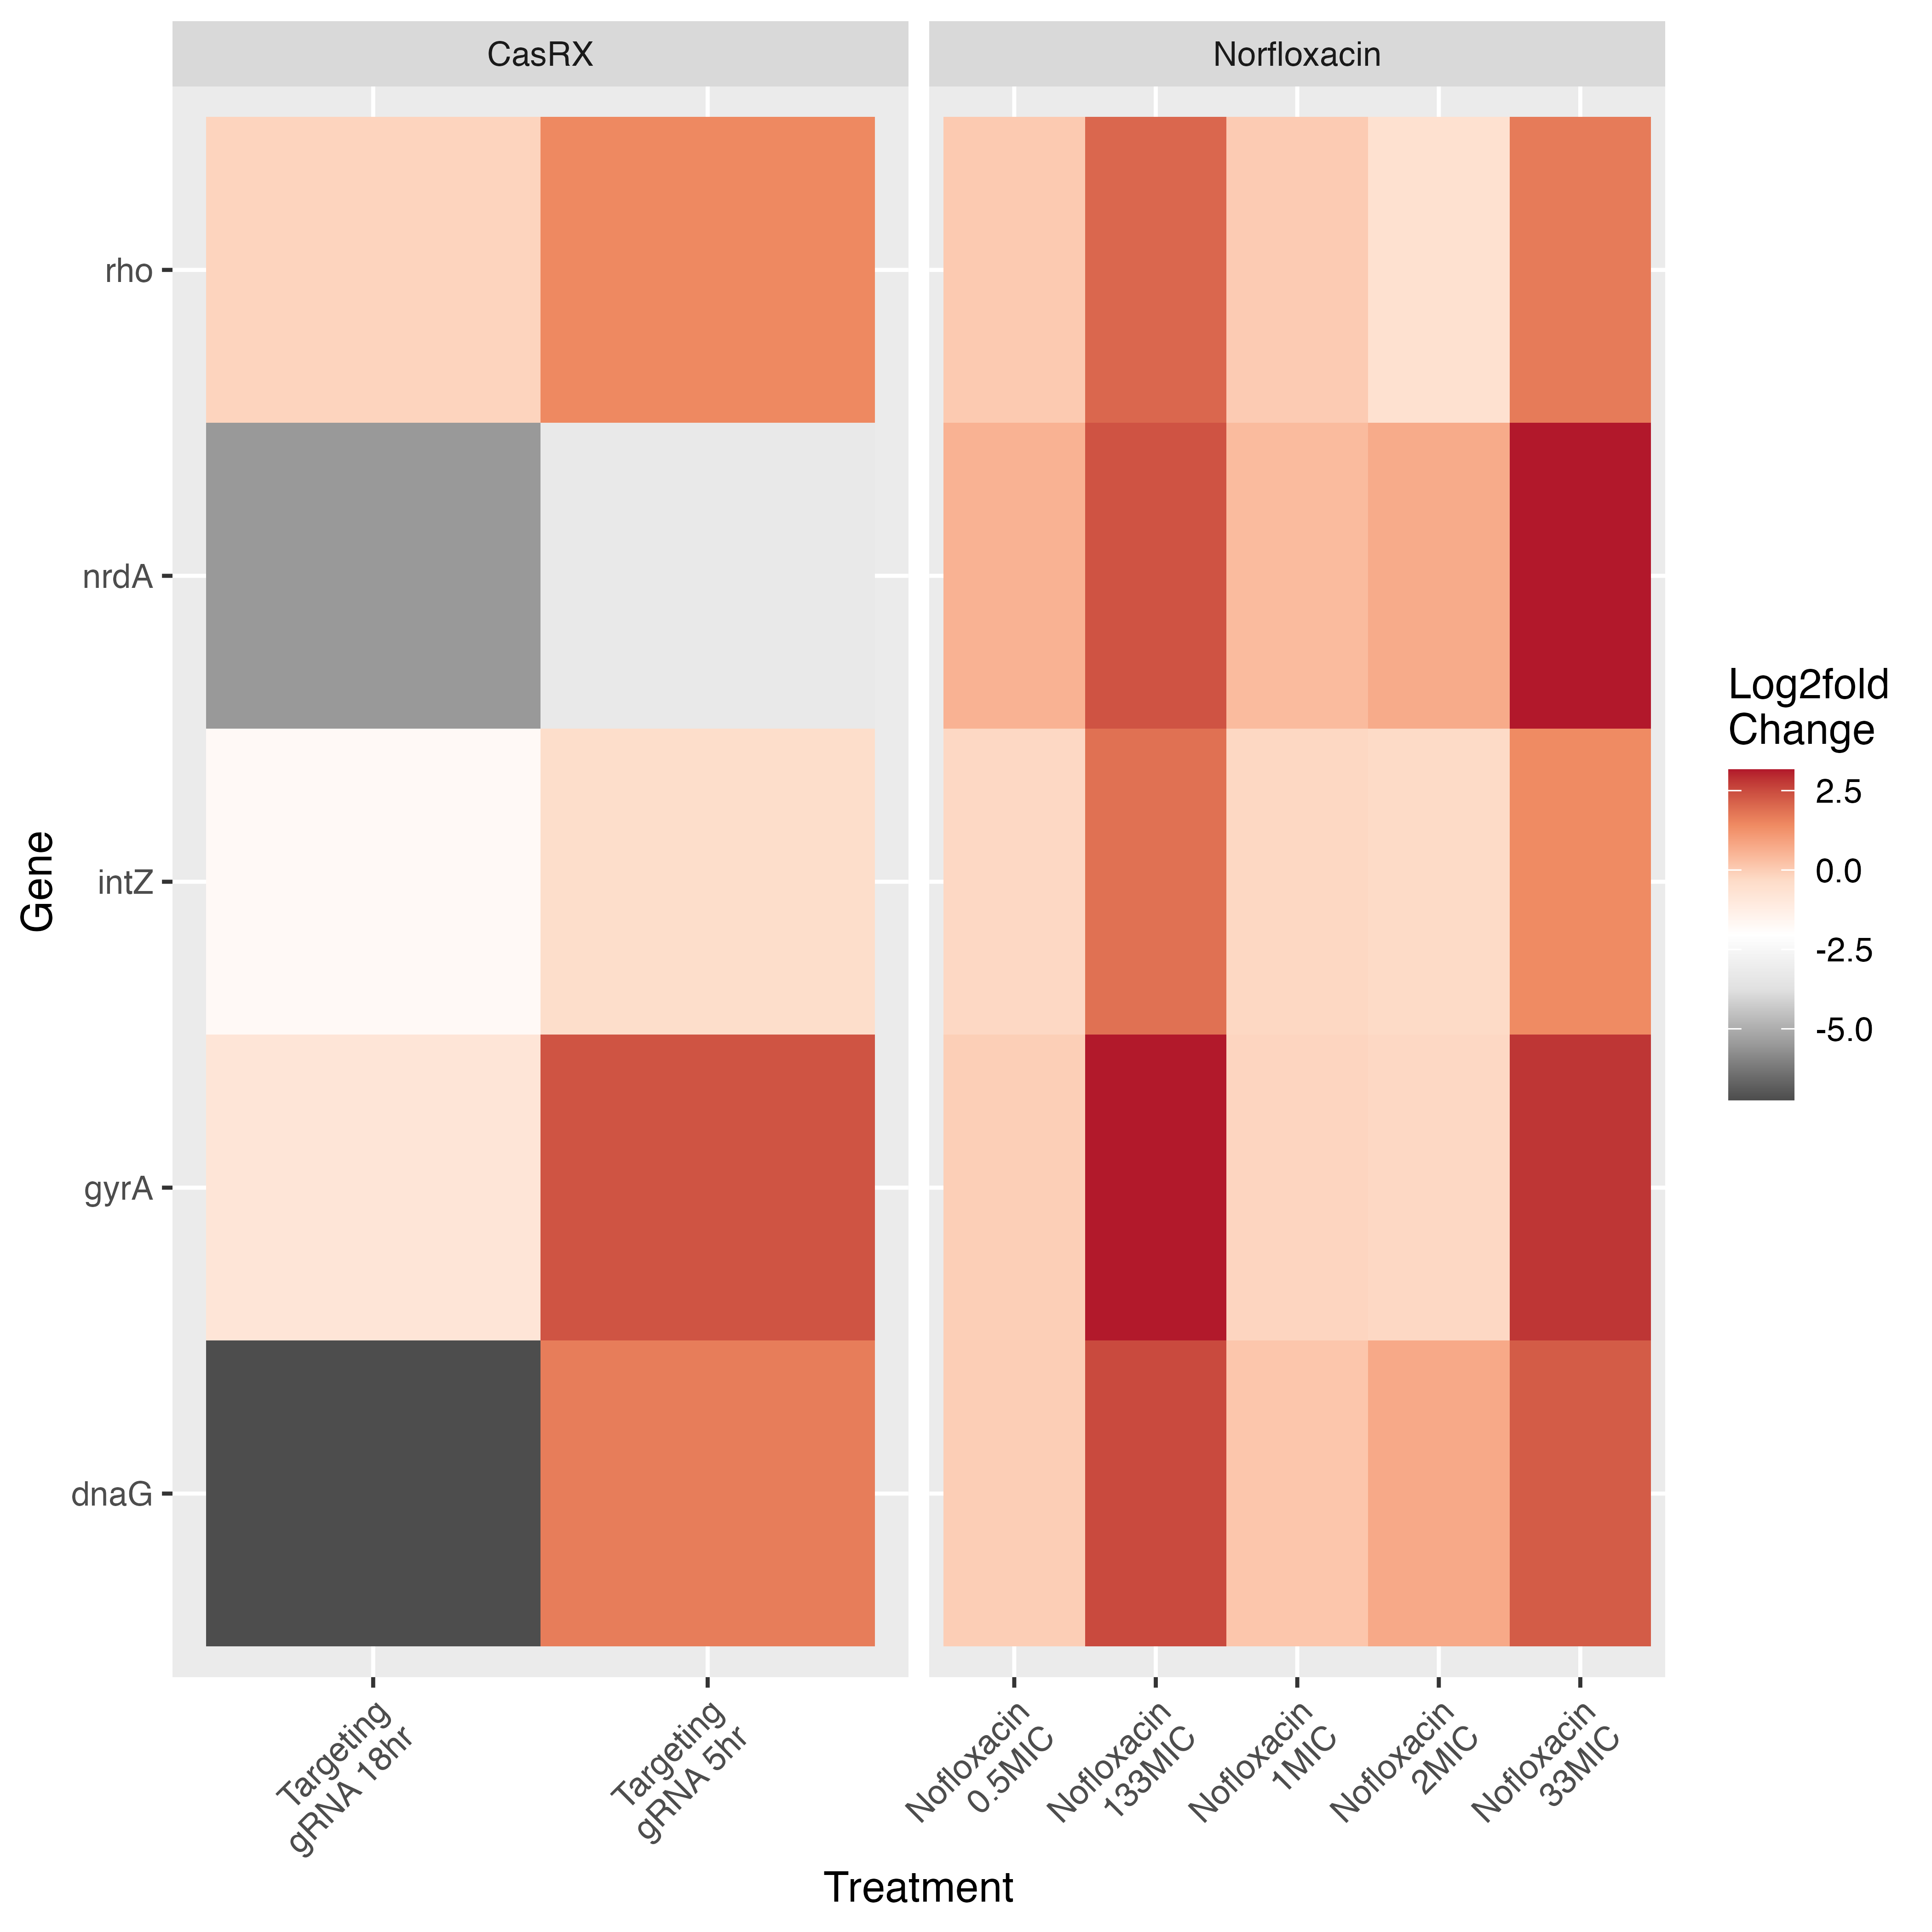 CasRX
Norfloxacin
rho
nrdA
intZ
gyrA
dnaG
Gene
Log2fold
Change
2.5
0.0
-2.5
-5.0
Targeting
gRNA 18hr
Targeting
gRNA 5hr
Nofloxacin
0.5MIC
Nofloxacin
133MIC
Nofloxacin
1MIC
Nofloxacin
2MIC
Nofloxacin
33MIC
Treatment